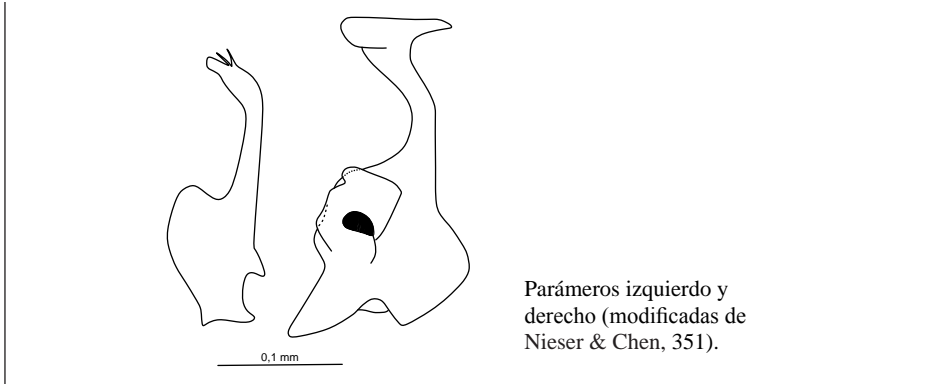 0,1 mm
Parámeros izquierdo y
derecho (modificadas de
Nieser & Chen, 351).